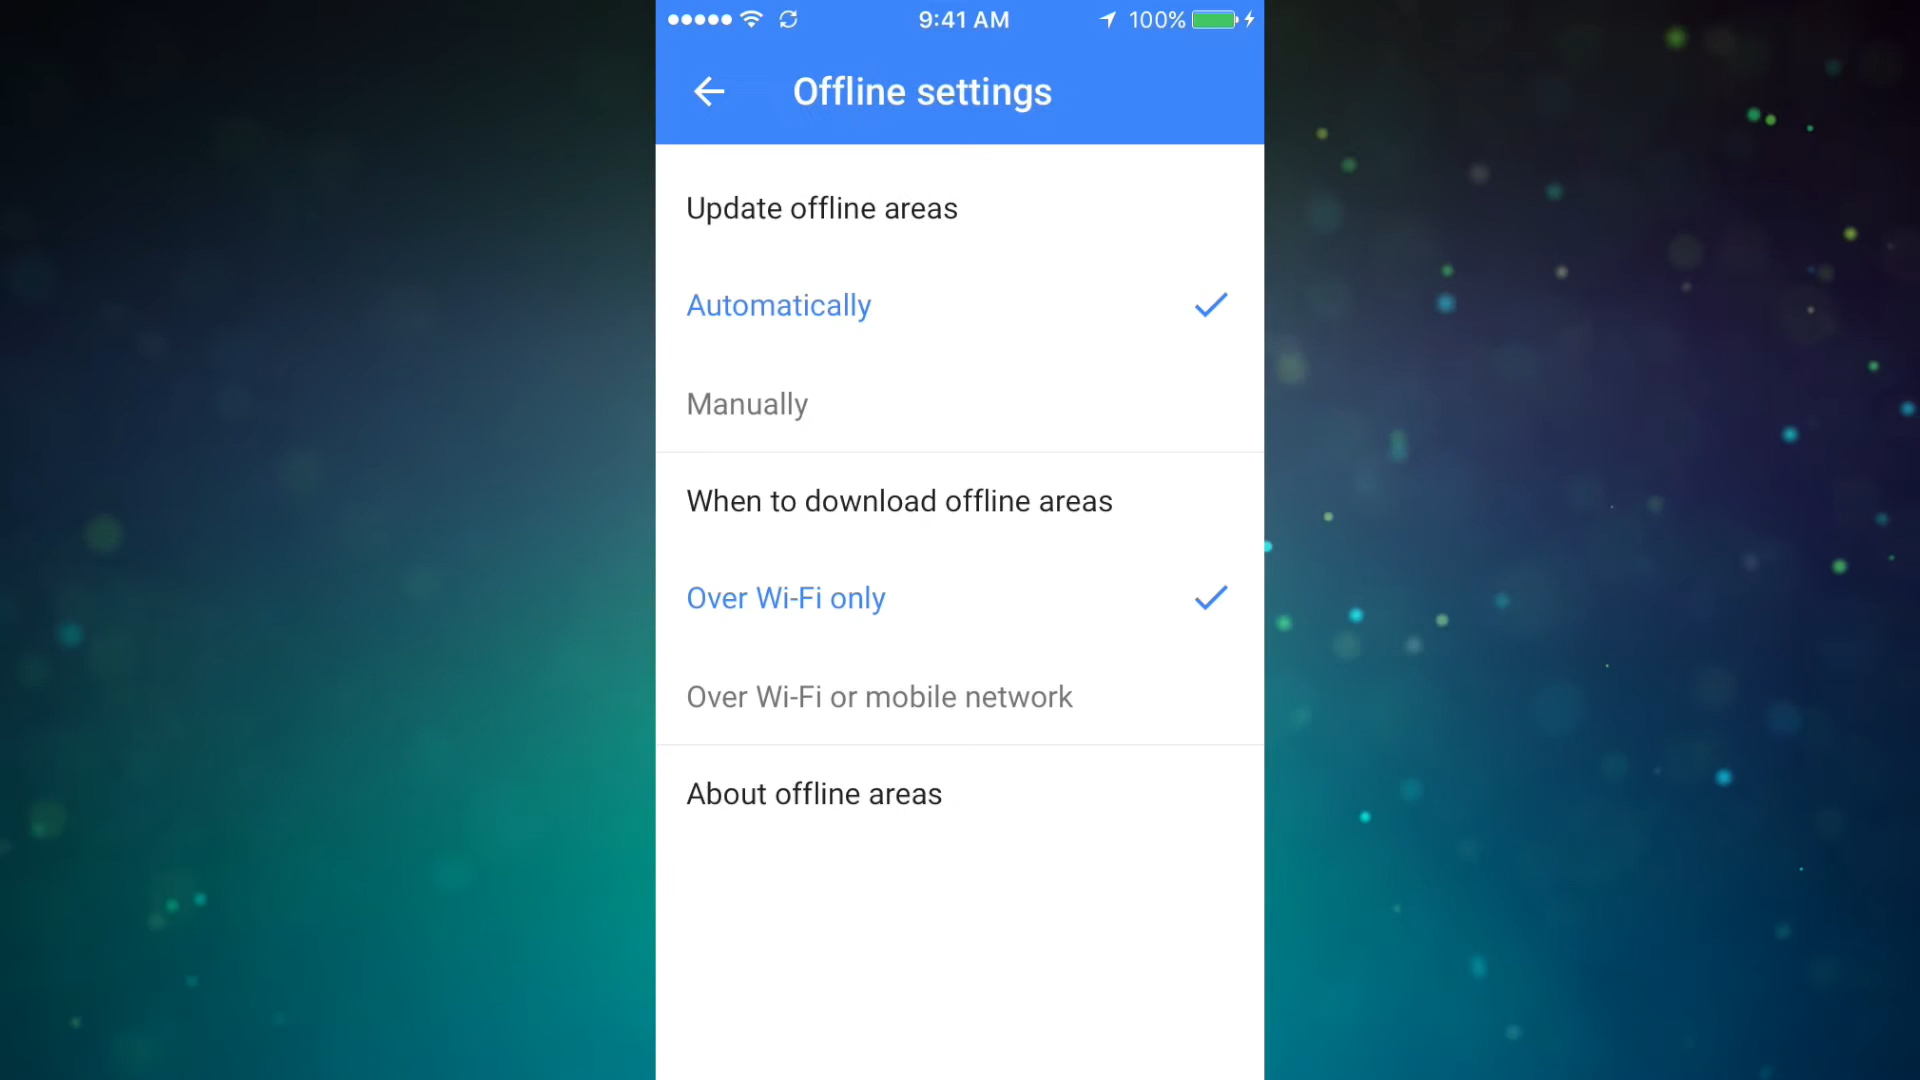 9:41 AM 100%
Offline settings
Update offline areas
Automatically
Manually
When to download offline areas
Over Wi-Fi only
Over Wi-Fi or mobile network
About offline areas